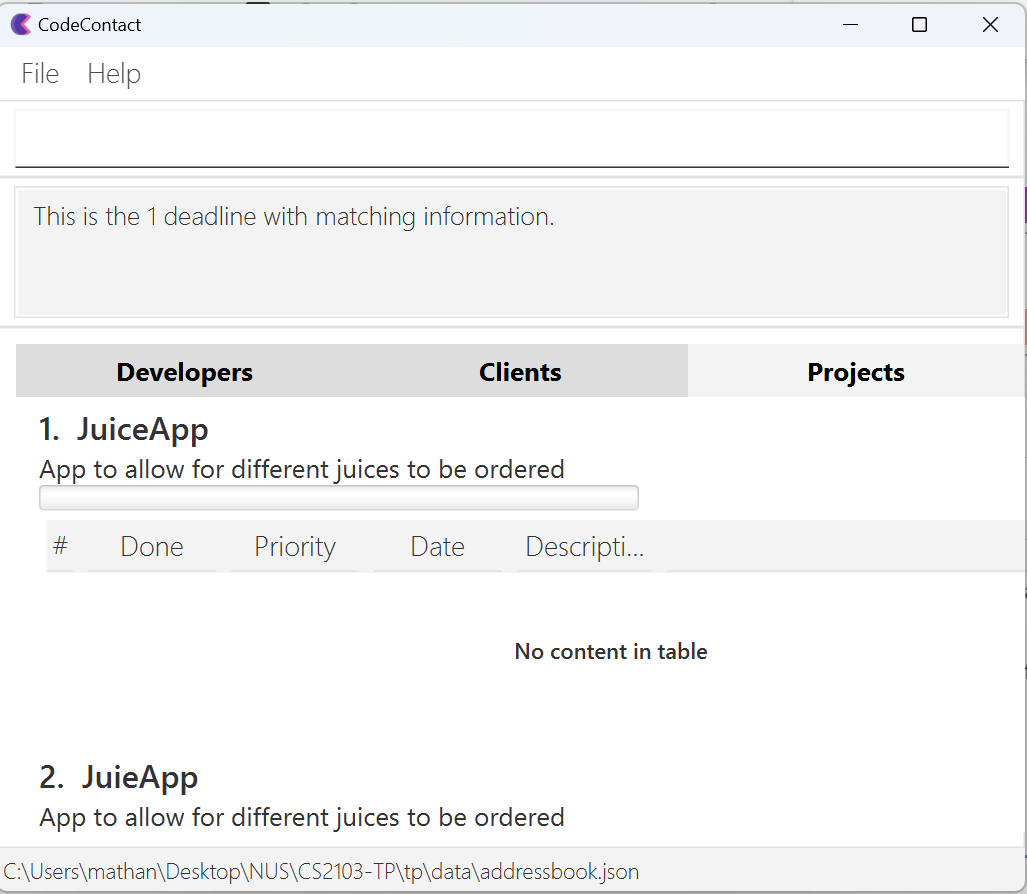 CodeContact
File Help
This is the 1 deadline with matching information.
Developers Clients Projects
1. JuiceApp
App to allow for different juices to be ordered
# Done Priority Date Descripti...
No content in table
2. JuieApp
App to allow for different juices to be ordered
C:\Users\mathan\Desktop\NUS\CS2103-TP\tp\data\addressbook.json